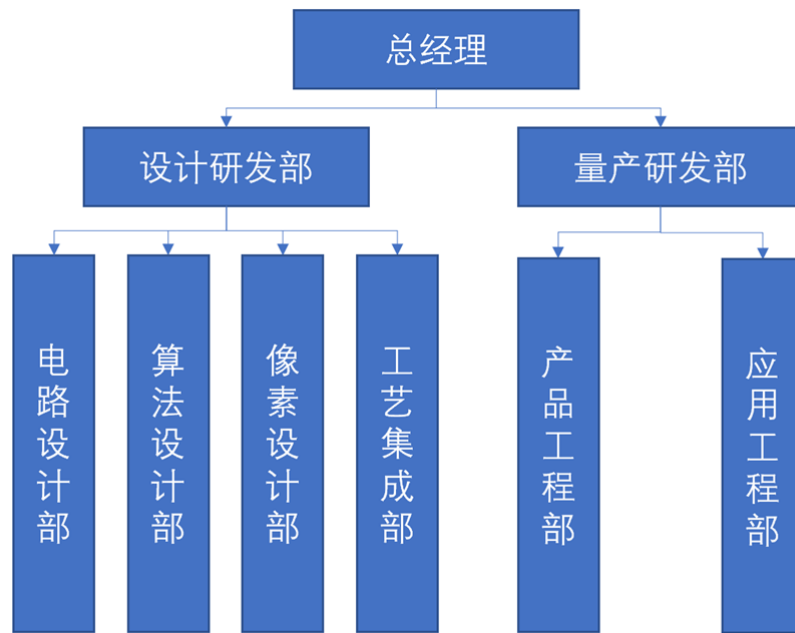 总经理
设计研发部
量产研发部
电路设计部
算法设计部
像素设计部
工艺集成部
产品工程部
应用工程部